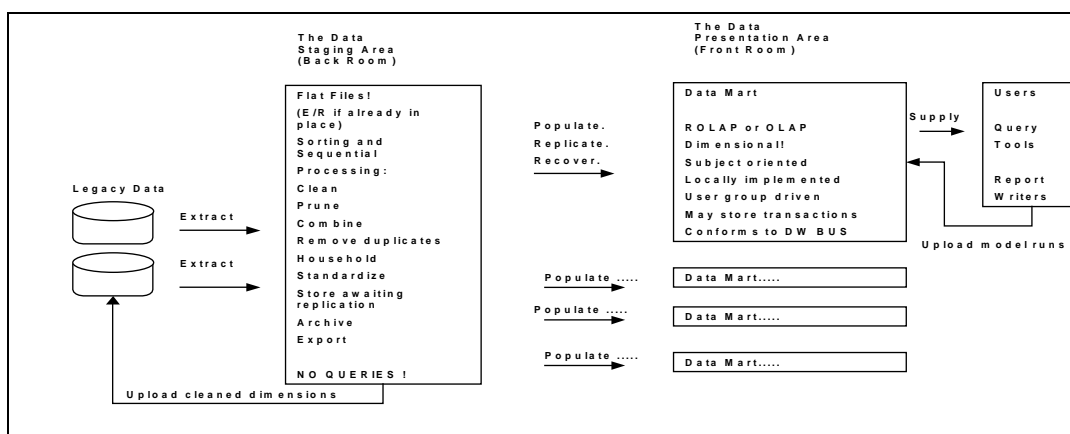 The Data
Staging Area
(Back Room)
The Data
Presentation Area
(Front Room)
Legacy Data
Extract
Extract
Flat Files!
(E/R if already in
place)
Sorting and
Sequential
Processing:
Clean
Prune
Combine
Remove duplicates
Household
Standardize
Store awaiting
replication
Archive
Export
NO QUERIES !
Upload cleaned dimensions
Populate.
Replicate.
Recover.
Data Mart
ROLAP or OLAP
Dimensional!
Subject oriented
Locally implemented
User group driven
May store transactions
Conforms to DW BUS
Supply
Users
Query
Tools
Report
Writers
Upload model runs
Populate .....
Data Mart.....
Populate .....
Data Mart.....
Populate .....
Data Mart.....